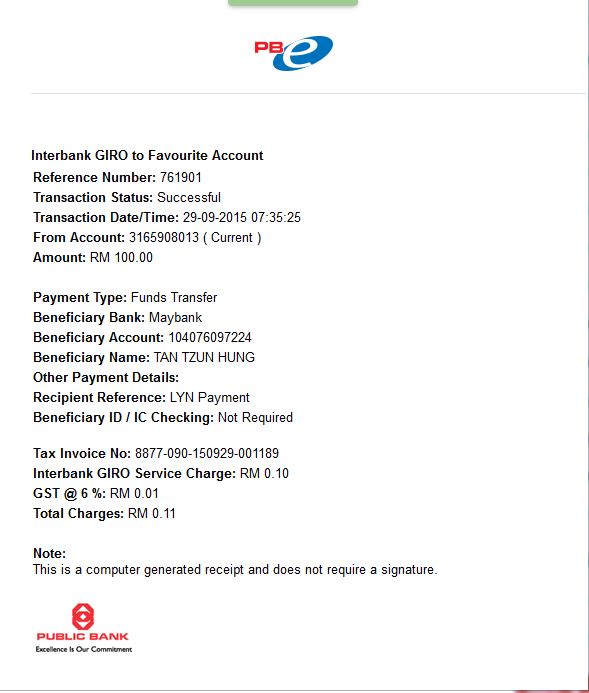 PBe
Interbank GIRO to Favourite Account
Reference Number: 761901
Transaction Status: Successful
Transaction Date/Time: 29-09-2015 07:35:25
From Account: 3165908013 ( Current )
Amount: RM 100.00
Payment Type: Funds Transfer
Beneficiary Bank: Maybank
Beneficiary Account: 104076097224
Beneficiary Name: TAN TZUN HUNG
Other Payment Details:
Recipient Reference: LYN Payment
Beneficiary ID / IC Checking: Not Required
Tax Invoice No: 8877-090-150929-001189
Interbank GIRO Service Charge: RM 0.10
GST @ 6 %: RM 0.01
Total Charges: RM 0.11
Note:
This is a computer generated receipt and does not require a signature.
PUBLIC BANK
Excellence Is Our Commitment